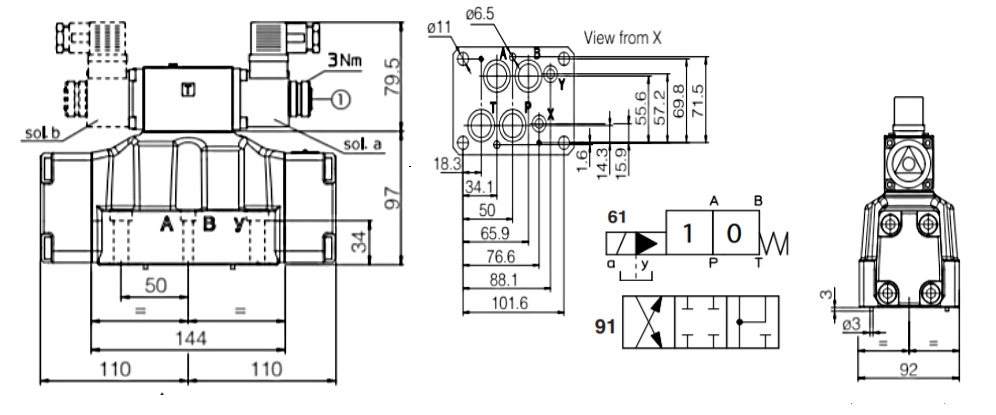 3Nm
1
T
sol. b
sol. a
79.5
97
A B y
34
50
= =
144
110 110
ø6.5
ø11
View from X
A B
Y
T P
X
18.3
34.1
50
65.9
76.6
88.1
101.6
1.6
14.3
15.9
55.6
57.2
69.8
71.5
61
A B
1 0
a y
P T
91
3
ø3
= =
92